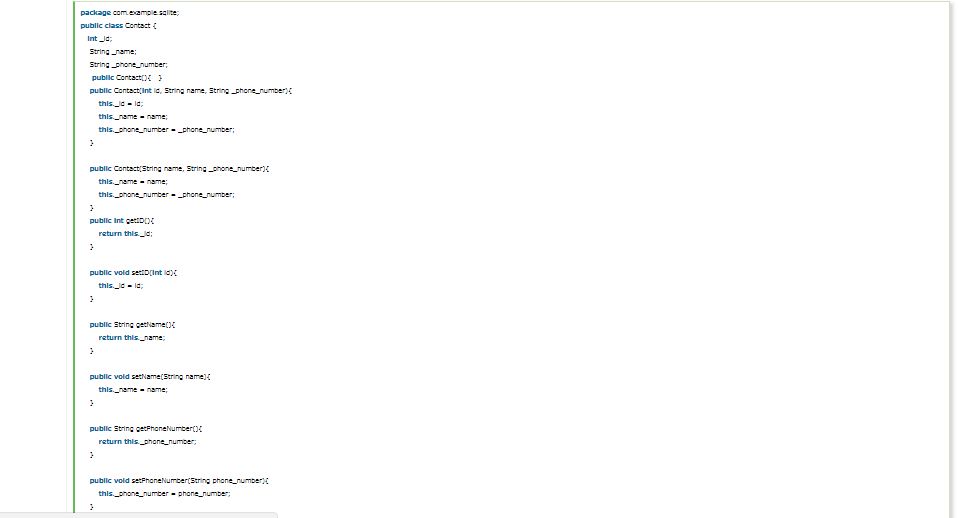 package com.example.sqlite;
public class Contact {
int _id;
String _name;
String _phone_number;
public Contact(){ }
public Contact(int id, String name, String _phone_number){
this._id = id;
this._name = name;
this._phone_number = _phone_number;
}
public Contact(String name, String _phone_number){
this._name = name;
this._phone_number = _phone_number;
}
public int getID(){
return this._id;
}
public void setID(int id){
this._id = id;
}
public String getName(){
return this._name;
}
public void setName(String name){
this._name = name;
}
public String getPhoneNumber(){
return this._phone_number;
}
public void setPhoneNumber(String phone_number){
this._phone_number = phone_number;
}